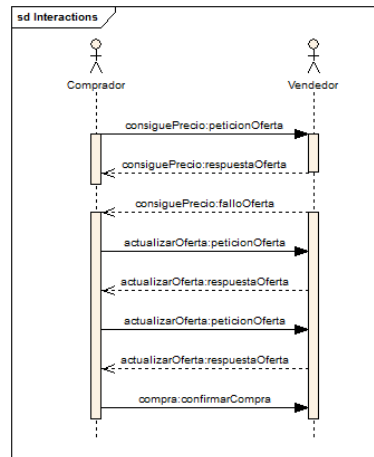 sd Interactions
Comprador
Vendedor
consiguePrecio:peticionOferta
consiguePrecio:respuestaOferta
consiguePrecio:falloOferta
actualizarOferta:peticionOferta
actualizarOferta:respuestaOferta
actualizarOferta:peticionOferta
actualizarOferta:respuestaOferta
compra:confirmarCompra